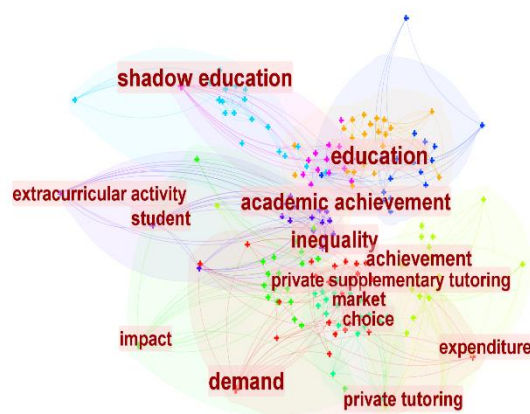 shadow education
education
extracurricular activity
academic achievement
student
inequality
achievement
private supplementary tutoring
market
choice
impact
expenditure
demand
private tutoring